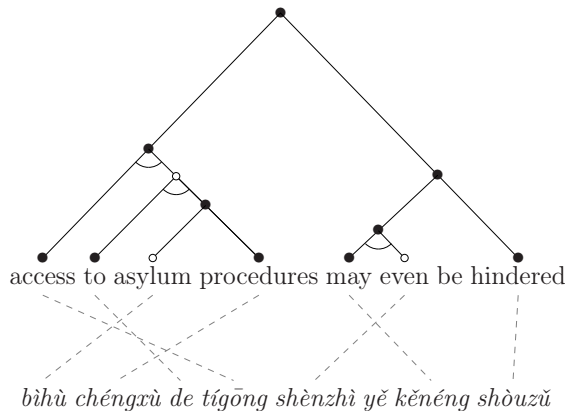 access to asylum procedures may even be hindered
bìhù chéngxù de tígōng shènzhì yě kěnéng shòuzǔ